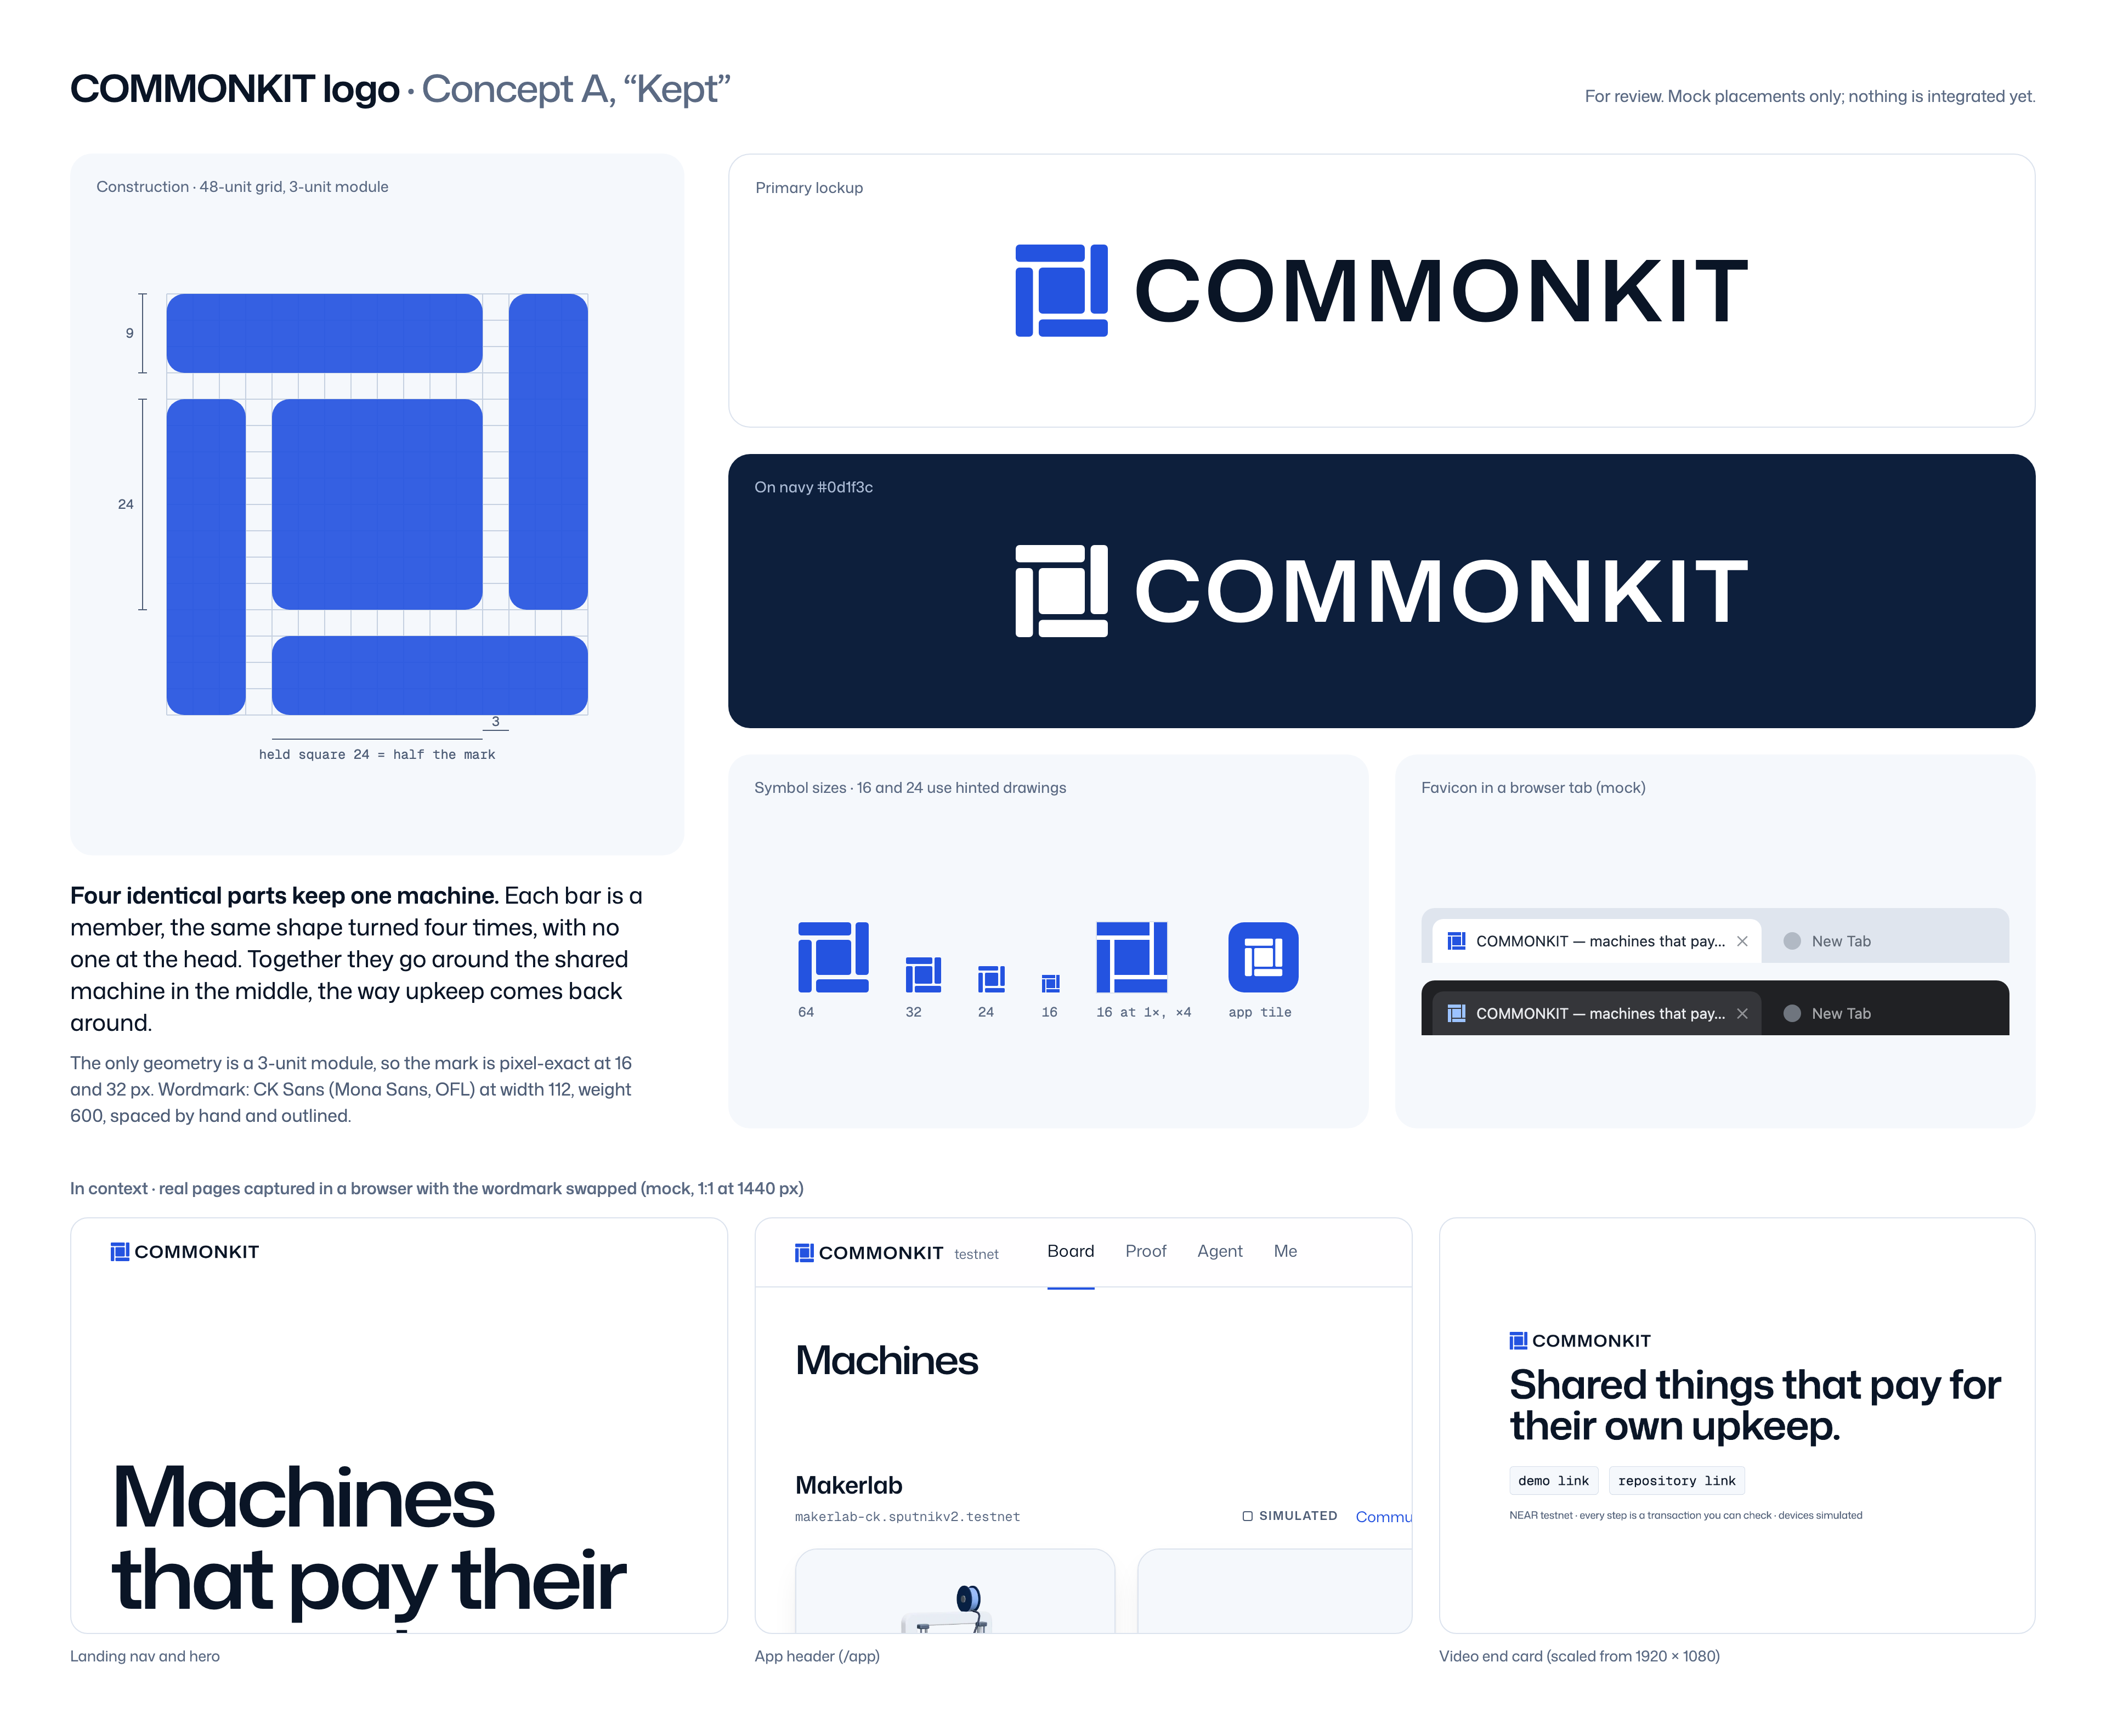 COMMONKIT logo · Concept A, “Kept”
For review. Mock placements only; nothing is integrated yet.
Construction · 48-unit grid, 3-unit module
9
24
3
held square 24 = half the mark
Four identical parts keep one machine. Each bar is a
member, the same shape turned four times, with no
one at the head. Together they go around the shared
machine in the middle, the way upkeep comes back
around.
The only geometry is a 3-unit module, so the mark is pixel-exact at 16
and 32 px. Wordmark: CK Sans (Mona Sans, OFL) at width 112, weight
600, spaced by hand and outlined.
Primary lockup
COMMONKIT
On navy #0d1f3c
COMMONKIT
Symbol sizes · 16 and 24 use hinted drawings
64 32 24 16 16 at 1×, ×4 app tile
Favicon in a browser tab (mock)
COMMONKIT — machines that pay... × New Tab
COMMONKIT — machines that pay... × New Tab
In context · real pages captured in a browser with the wordmark swapped (mock, 1:1 at 1440 px)
COMMONKIT
Machines
that pay their
Landing nav and hero
COMMONKIT testnet Board Proof Agent Me
Machines
Makerlab
makerlab-ck.sputnikv2.testnet SIMULATED Commu
App header (/app)
COMMONKIT
Shared things that pay for
their own upkeep.
demo link repository link
NEAR testnet · every step is a transaction you can check · devices simulated
Video end card (scaled from 1920 × 1080)